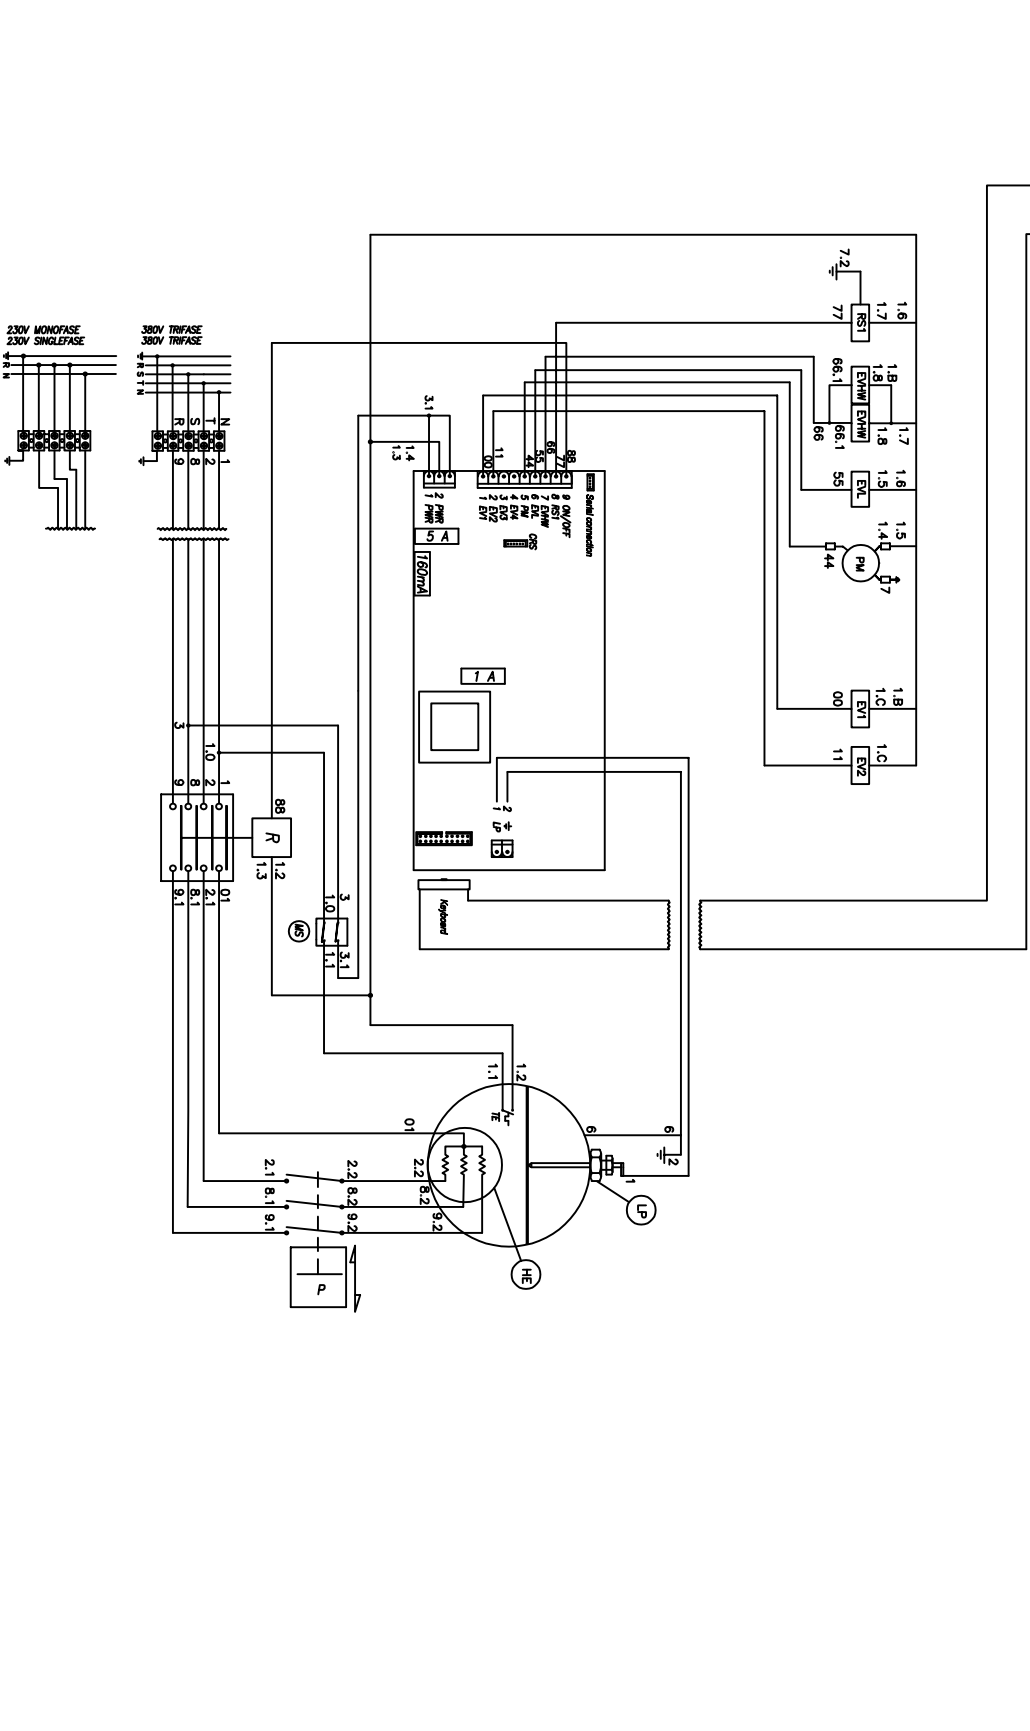 230V MONOFASE
230V SINGLEFASE
R
N
380V TRIFASE
380V TRIFASE
R
S
T
N
R S T N
9 8 2 1
7.2
77
RS1
1.7
1.6
66.1
EVHW
1.8
1.B
66
66.1
EVHW
1.8
1.7
55
EVL
1.5
1.6
44
PM
1.4
1.5
7
00
EV1
1.C
1.B
11
EV2
1.C
3.1
1.3
1.4
00
11
44
55
66
77
88
1 PWR
2 PWR
1 EV1
2 EV2
3 EV3
4 EV4
5 PM
6 EVL
7 EVHW
8 RS1
9 ON/OFF
Serial connection
CRS
5 A
160mA
1 A
1
2
LP
Keyboard
3
1.0
9 8 2 1
88
R
1.3
1.2
9.1 8.1 2.1 01
1.0
3
MS
1.1
3.1
1.1
1.2
TE
01
6
6
2
1
LP
2.1
2.2
2.2
8.1
8.2
8.2
9.1
9.2
9.2
HE
P